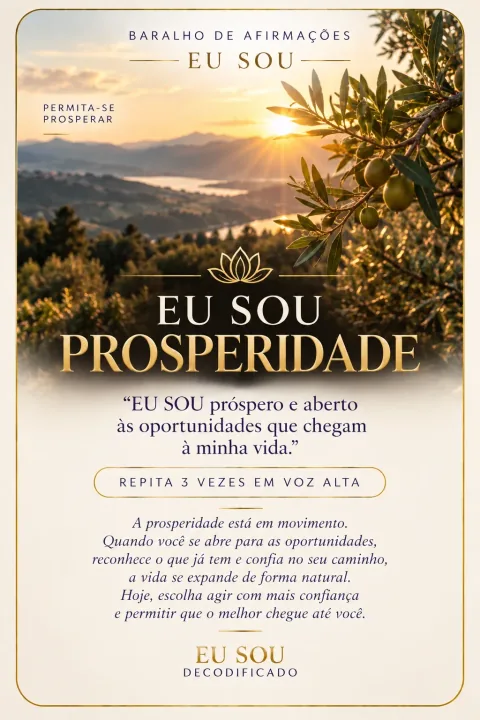 BARALHO DE AFIRMAÇÕES
EU SOU
PERMITA-SE
PROSPERAR
EU SOU
PROSPERIDADE
“EU SOU próspero e aberto
às oportunidades que chegam
à minha vida.”
REPITA 3 VEZES EM VOZ ALTA
A prosperidade está em movimento.
Quando você se abre para as oportunidades,
reconhece o que já tem e confia no seu caminho,
a vida se expande de forma natural.
Hoje, escolha agir com mais confiança
e permitir que o melhor chegue até você.
EU SOU
DECODIFICADO